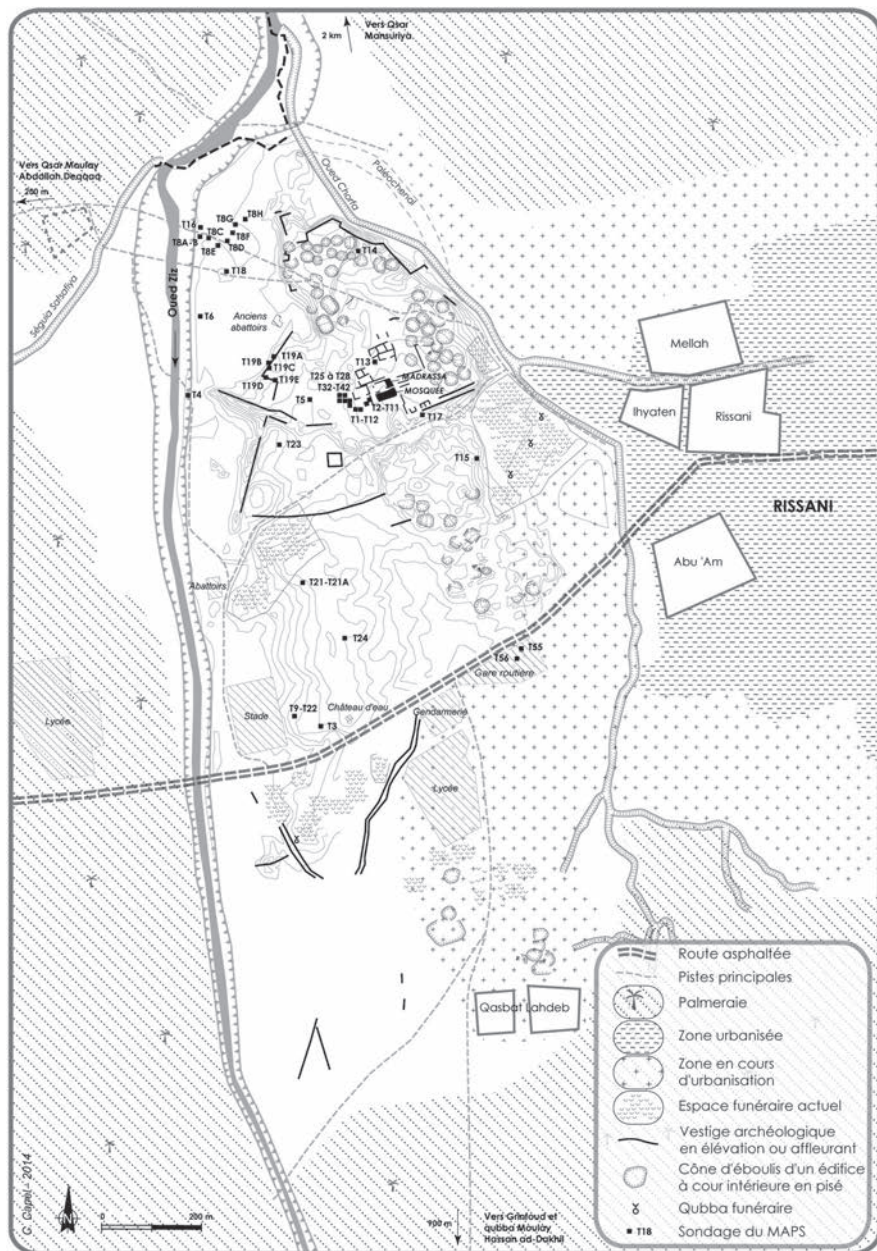 Vers Qsar
Mansuriya
2 km
Vers Qsar Moulay
Abdallah Deqqaq
200 m
Oued Charfa
Paléochenal
Séguia Sahafiya
Oued Ziz
T8H
T8G
T16
T8C
T8F
T8A-B
T8D
T8E
T14
T18
T6
Anciens
abattoirs
Mellah
T19A
T19B
T19C
T13
T25 à T28
T19E
T19D
MADRASSA
T32-T42
MOSQUÉE
T4
T5
T2-T11
T1-T12
T17
Ihyaten
Rissani
T23
T15
RISSANI
Abu 'Am
Abattoirs
T21-T21A
T24
T55
T56
Gare routière
Lycée
Stade
T9-T22
Château d'eau
Gendarmerie
T3
Lycée
Qasbat Lahdeb
Route asphaltée
Pistes principales
Palmeraie
Zone urbanisée
Zone en cours
d'urbanisation
Espace funéraire actuel
Vestige archéologique
en élévation ou affleurant
Cône d'éboulis d'un édifice
à cour intérieure en pisé
Qubba funéraire
T18 Sondage du MAPS
C. Capel - 2014
N
0 200 m
100 m
Vers Grinfoud et
qubba Moulay
Hassan ad-Dakhil